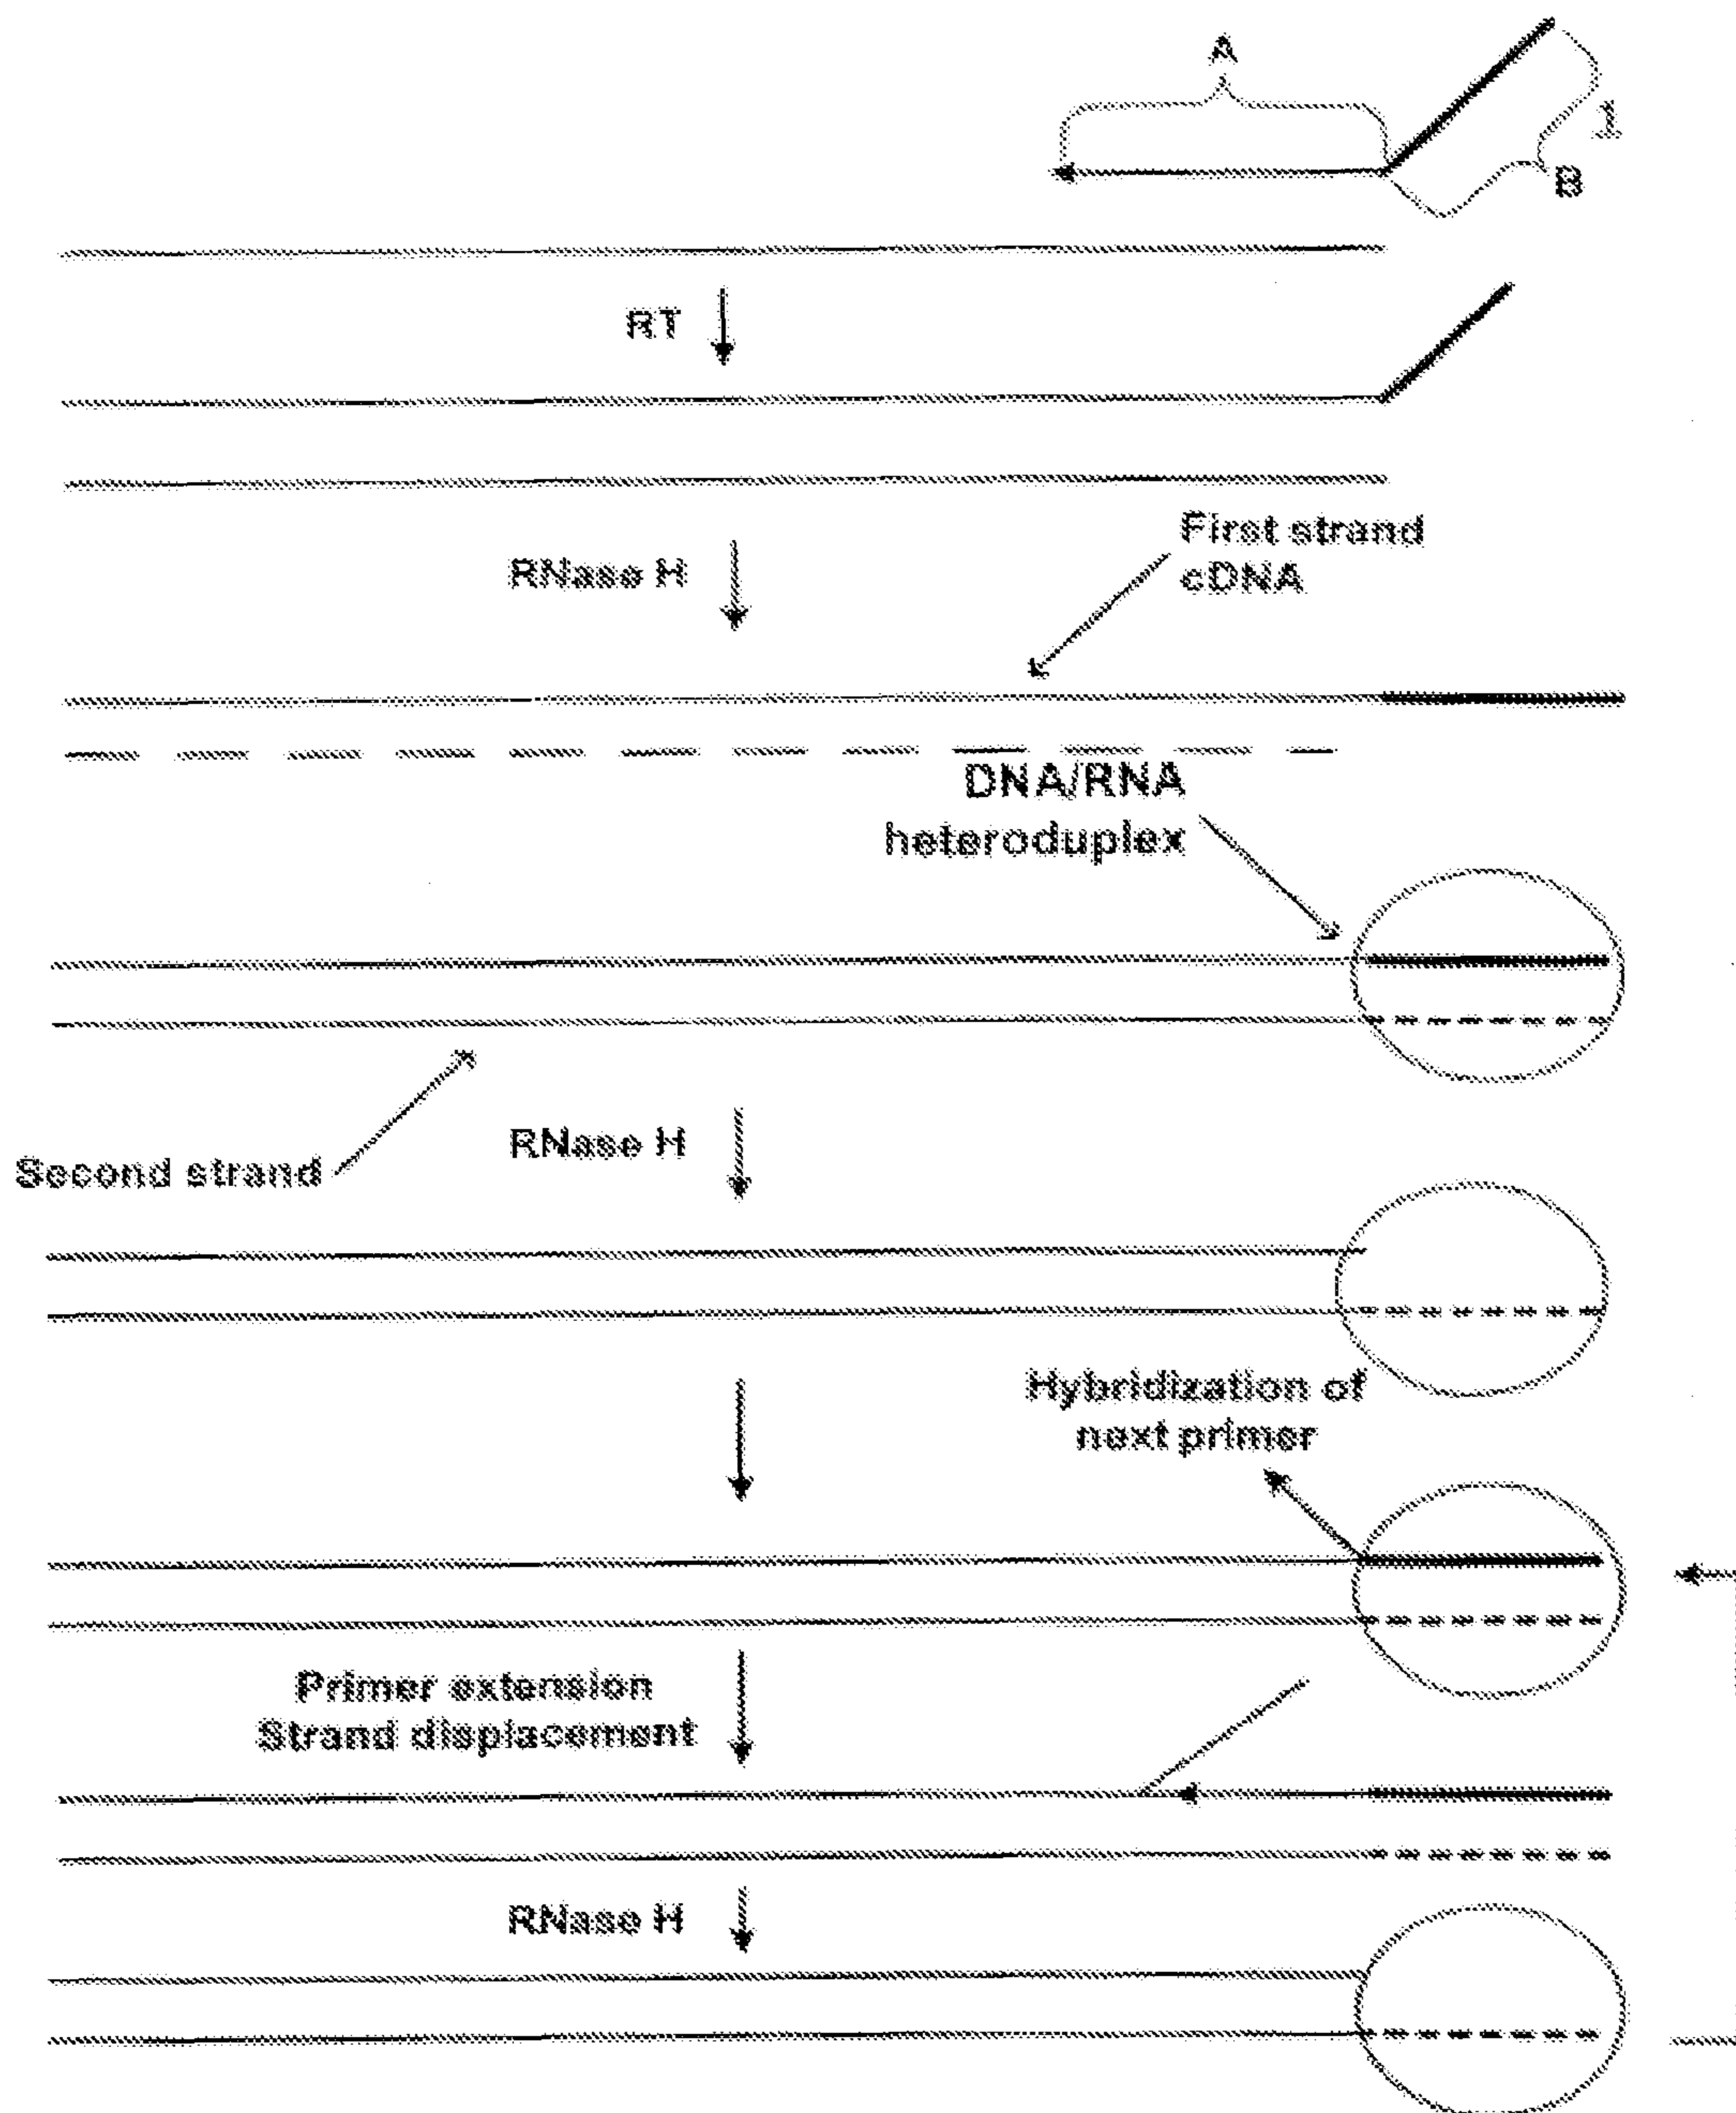 A
1
B
RT
First strand
cDNA
RNase H
DNA/RNA
heteroduplex
Second strand
RNase H
Hybridization of
next primer
Primer extension
Strand displacement
RNase H